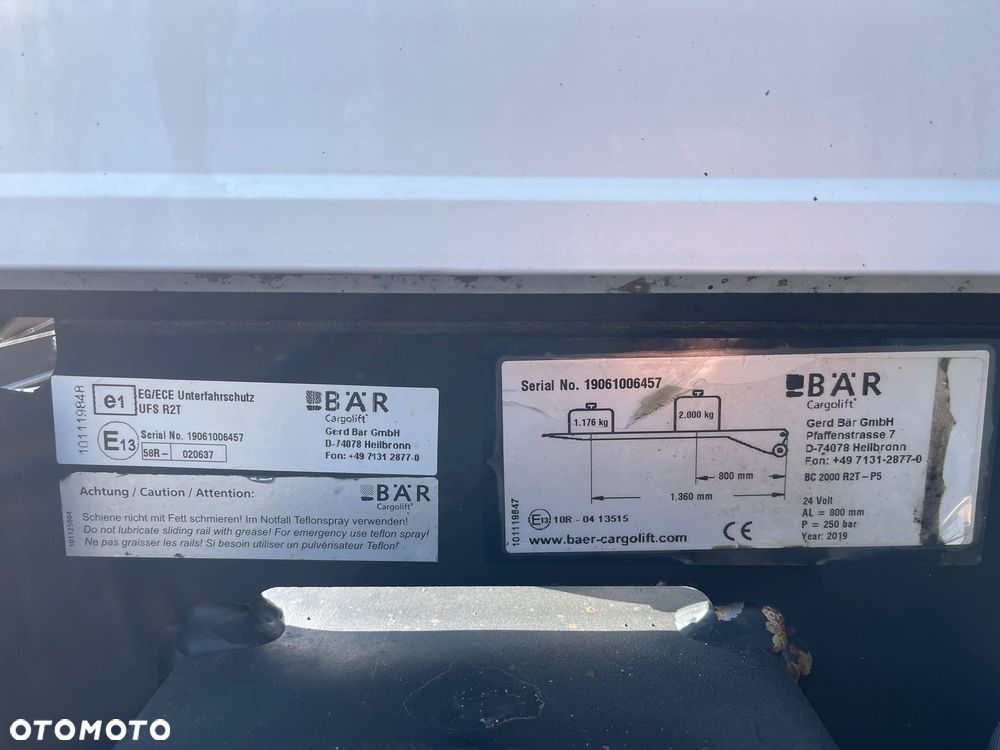 101119848
e1
EG/ECE Unterfahrschutz
UFS R2T
E13
Serial No. 19061006457
58R- 020637
BÄR
Cargolift
Gerd Bär GmbH
D-74078 Heilbronn
Fon: +49 7131-2877-0
101125004
Achtung / Caution / Attention:
BÄR
Cargolift
Schiene nicht mit Fett schmieren! Im Notfall Teflonspray verwenden!
Do not lubricate sliding rail with grease! For emergency use teflon spray!
Ne pas graisser les rails! Si besoin utiliser un pulvérisateur Teflon!
101119847
Serial No. 19061006457
1.176 kg
2.000 kg
800 mm
1.360 mm
E13 10R - 04 13515
CE
www.baer-cargolift.com
BÄR
Cargolift
Gerd Bär GmbH
Pfaffenstrasse 7
D-74078 Heilbronn
Fon: +49 7131-2877-0
BC 2000 R2T-P5
24 Volt
AL = 800 mm
P = 250 bar
Year: 2019
OTOMOTO